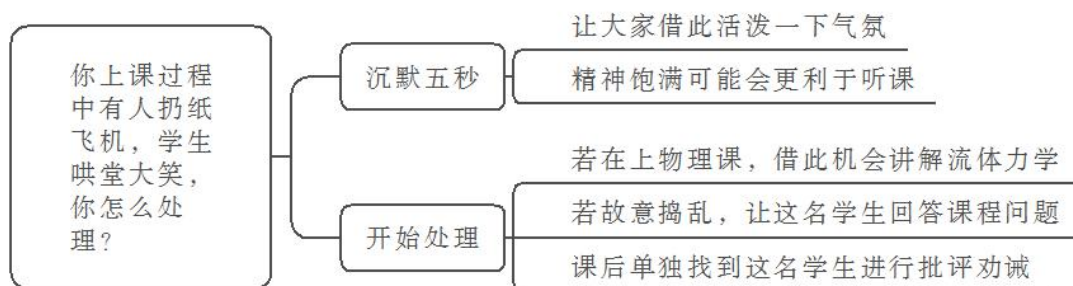 你上课过程
中有人扔纸
飞机，学生
哄堂大笑，
你怎么处
理？
沉默五秒
让大家借此活泼一下气氛
精神饱满可能会更利于听课
开始处理
若在上物理课，借此机会讲解流体力学
若故意捣乱，让这名学生回答课程问题
课后单独找到这名学生进行批评劝诫